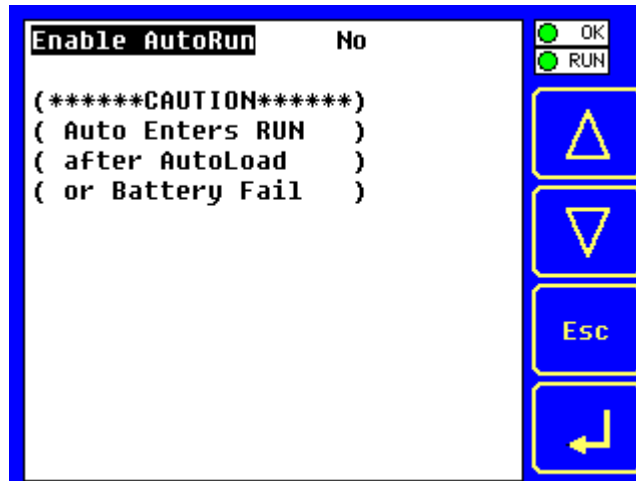 Enable AutoRun No
OK
RUN
(******CAUTION******)
( Auto Enters RUN )
( after AutoLoad )
( or Battery Fail )
Esc